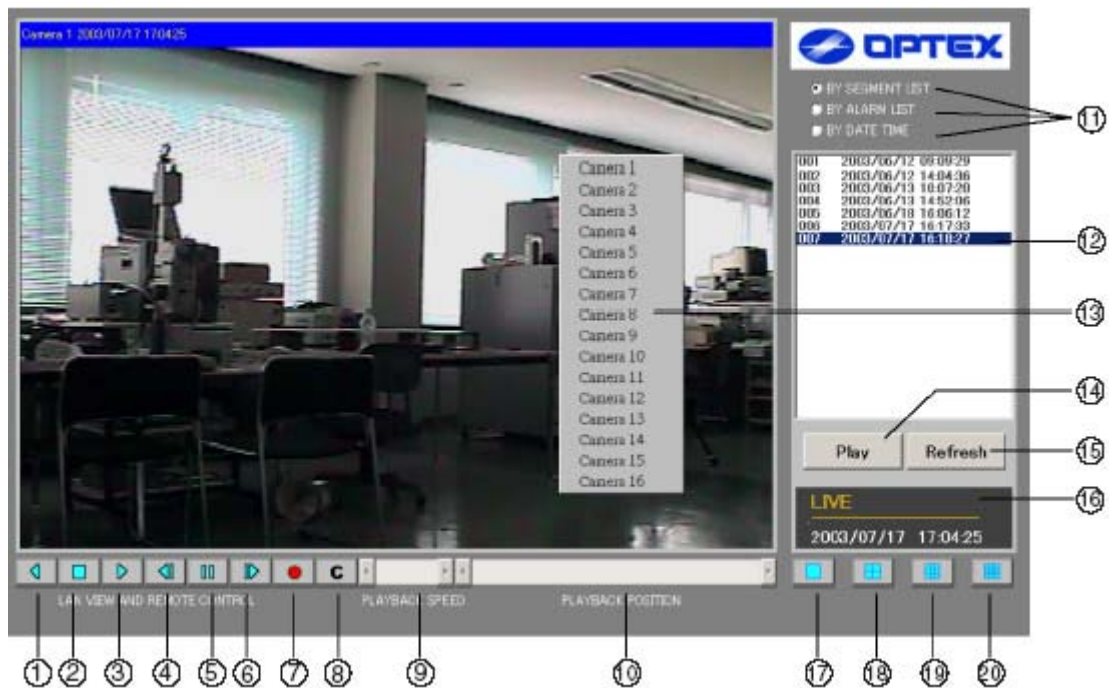 Camera 1 2003/07/17 17:04:25
OPTEX
BY SEGMENT LIST
BY ALARM LIST
BY DATE TIME
11
001 2003/06/12 09:09:29
002 2003/06/12 14:04:36
003 2003/06/13 10:07:20
004 2003/06/13 14:52:06
005 2003/06/18 16:06:12
006 2003/07/17 16:17:33
007 2003/07/17 16:18:27
12
Camera 1
Camera 2
Camera 3
Camera 4
Camera 5
Camera 6
Camera 7
Camera 8
Camera 9
Camera 10
Camera 11
Camera 12
Camera 13
Camera 14
Camera 15
Camera 16
13
14
Play
Refresh
15
LIVE
16
2003/07/17 17:04:25
C
LAN VIEW AND REMOTE CONTROL
PLAYBACK SPEED
PLAYBACK POSITION
1 2 3 4 5 6 7 8 9 10 17 18 19 20